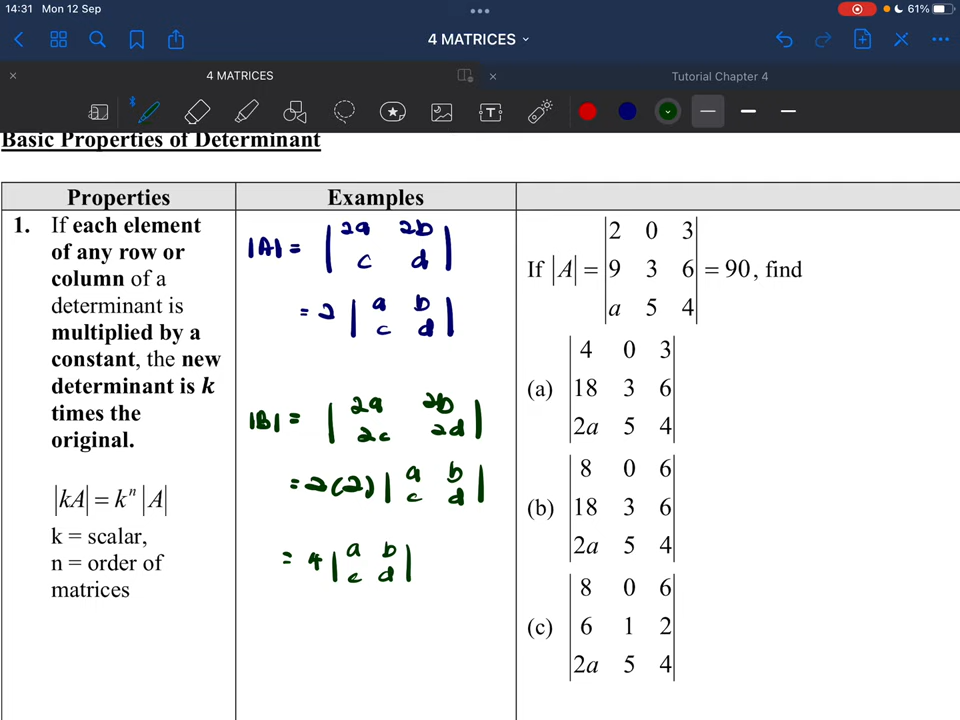 14:31 Mon 12 Sep
61%
4 MATRICES
4 MATRICES
Tutorial Chapter 4
Basic Properties of Determinant
Properties
Examples
1. If each element
of any row or
column of a
determinant is
multiplied by a
constant, the new
determinant is k
times the
original.
|kA| = kⁿ |A|
k = scalar,
n = order of
matrices
|A| = | 2a 2b
c d |
= 2 | a b
c d |
|B| = | 2a 2b
2c 2d |
= 2(2) | a b
c d |
= 4 | a b
c d |
2 0 3
If |A| = 9 3 6 = 90, find
a 5 4
4 0 3
(a) 18 3 6
2a 5 4
8 0 6
(b) 18 3 6
2a 5 4
8 0 6
(c) 6 1 2
2a 5 4